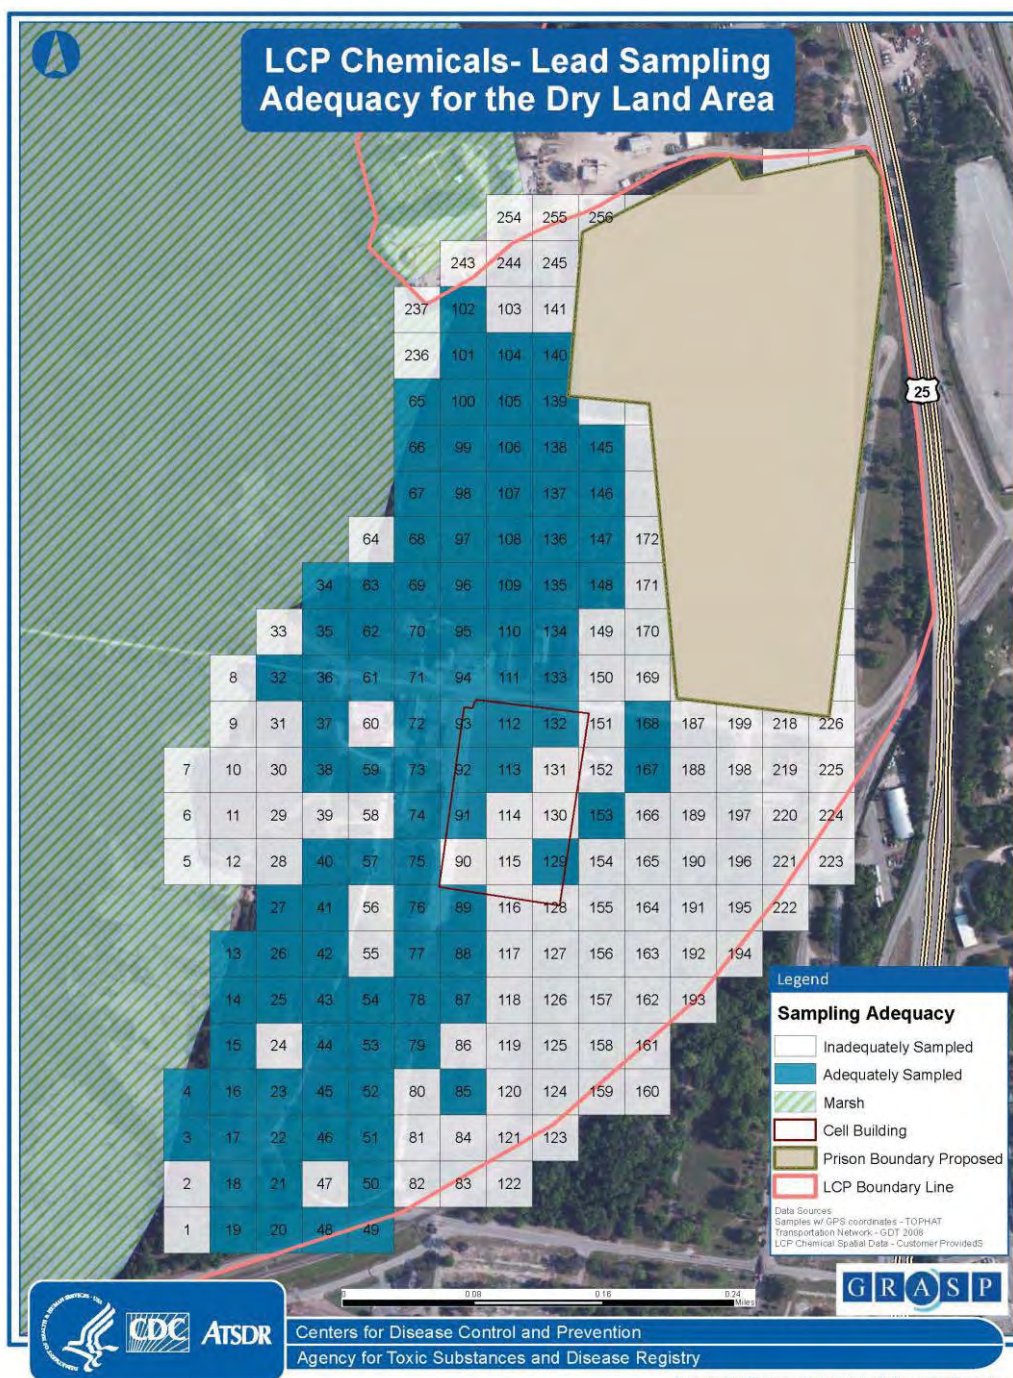 LCP Chemicals- Lead Sampling
Adequacy for the Dry Land Area
254 255 256
243 244 245
237 102 103 141
236 101 104 140
65 100 105 139
25
66 99 106 138 145
67 98 107 137 146
64 68 97 108 136 147 172
34 63 69 96 109 135 148 171
33 35 62 70 95 110 134 149 170
8 32 36 61 71 94 111 133 150 169
9 31 37 60 72 93 112 132 151 168 187 199 218 226
7 10 30 38 59 73 92 113 131 152 167 188 198 219 225
6 11 29 39 58 74 91 114 130 153 166 189 197 220 224
5 12 28 40 57 75 90 115 129 154 165 190 196 221 223
27 41 56 76 89 116 128 155 164 191 195 222
13 26 42 55 77 88 117 127 156 163 192 194
14 25 43 54 78 87 118 126 157 162 193
15 24 44 53 79 86 119 125 158 161
4 16 23 45 52 80 85 120 124 159 160
3 17 22 46 51 81 84 121 123
2 18 21 47 50 82 83 122
1 19 20 48 49
Legend
Sampling Adequacy
Inadequately Sampled
Adequately Sampled
Marsh
Cell Building
Prison Boundary Proposed
LCP Boundary Line
Data Sources
Samples w/ GPS coordinates - TOPHAT
Transportation Network - GDT 2008
LCP Chemical Spatial Data - Customer ProvidedS
0 0.08 0.16 0.24
Miles
GRASP
CDC ATSDR
Centers for Disease Control and Prevention
Agency for Toxic Substances and Disease Registry